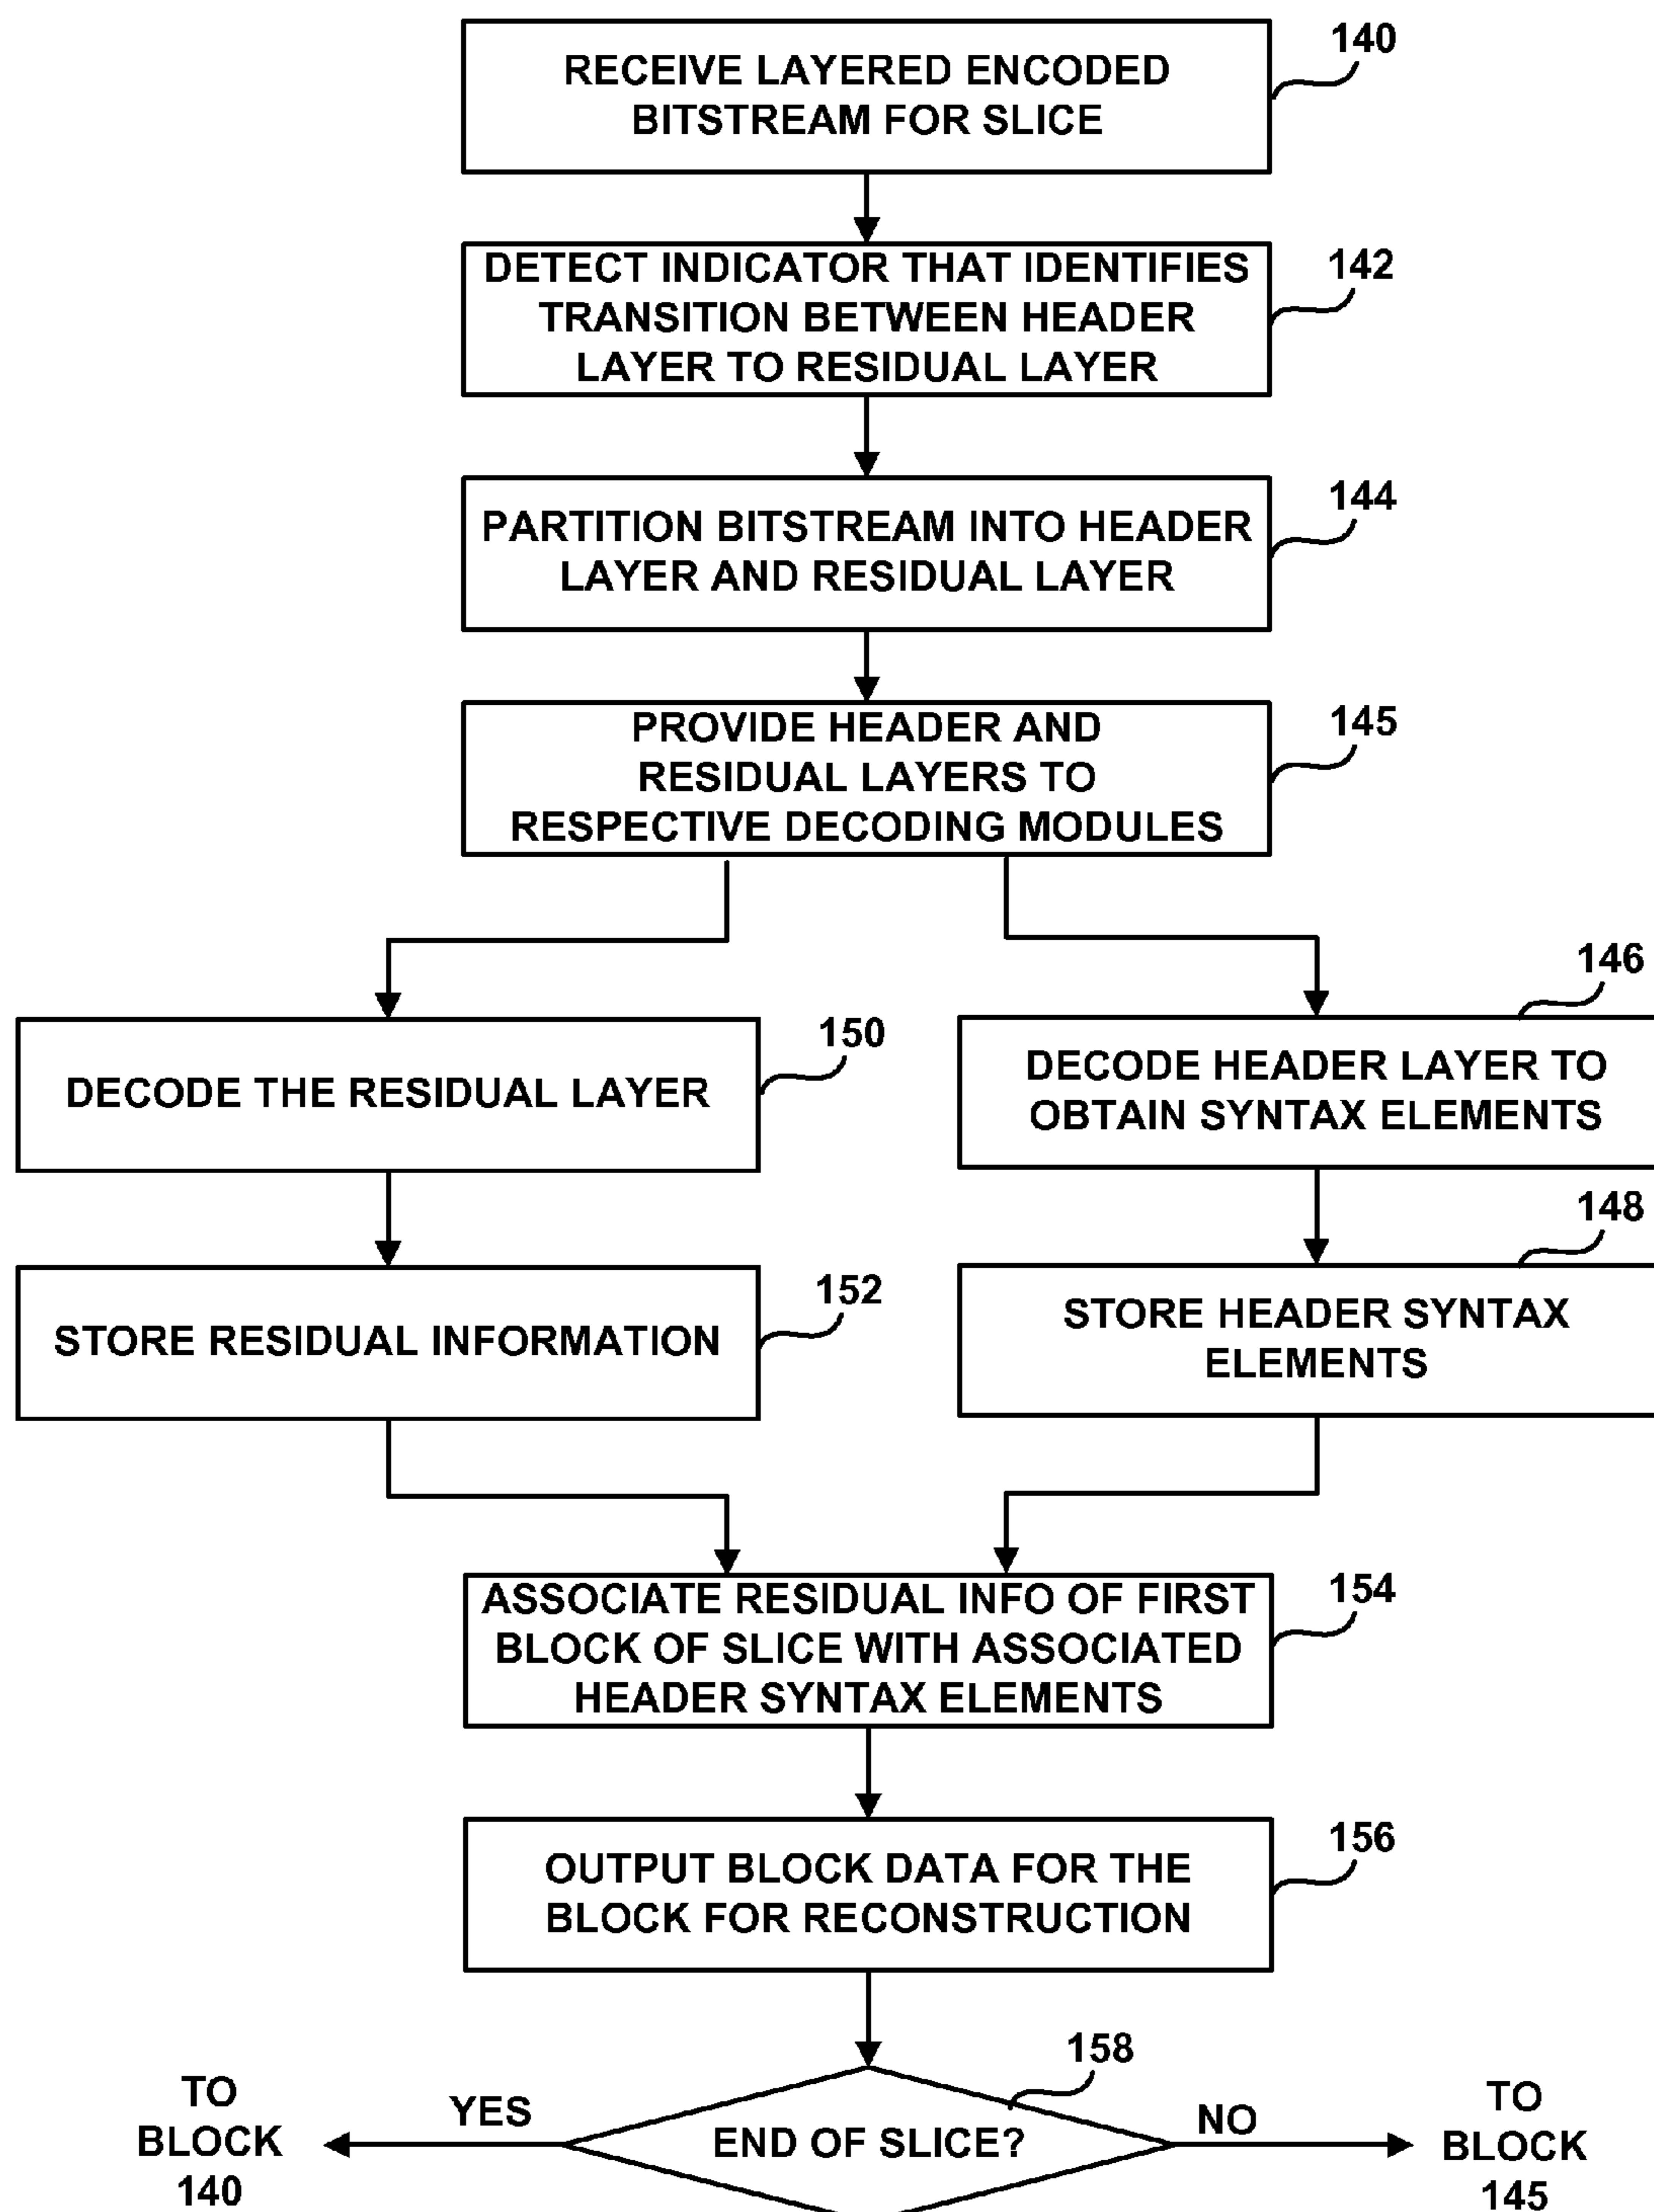 140
RECEIVE LAYERED ENCODED
BITSTREAM FOR SLICE
142
DETECT INDICATOR THAT IDENTIFIES
TRANSITION BETWEEN HEADER
LAYER TO RESIDUAL LAYER
144
PARTITION BITSTREAM INTO HEADER
LAYER AND RESIDUAL LAYER
145
PROVIDE HEADER AND
RESIDUAL LAYERS TO
RESPECTIVE DECODING MODULES
150
DECODE THE RESIDUAL LAYER
146
DECODE HEADER LAYER TO
OBTAIN SYNTAX ELEMENTS
152
STORE RESIDUAL INFORMATION
148
STORE HEADER SYNTAX
ELEMENTS
154
ASSOCIATE RESIDUAL INFO OF FIRST
BLOCK OF SLICE WITH ASSOCIATED
HEADER SYNTAX ELEMENTS
156
OUTPUT BLOCK DATA FOR THE
BLOCK FOR RECONSTRUCTION
158
END OF SLICE?
YES
TO
BLOCK
140
NO
TO
BLOCK
145